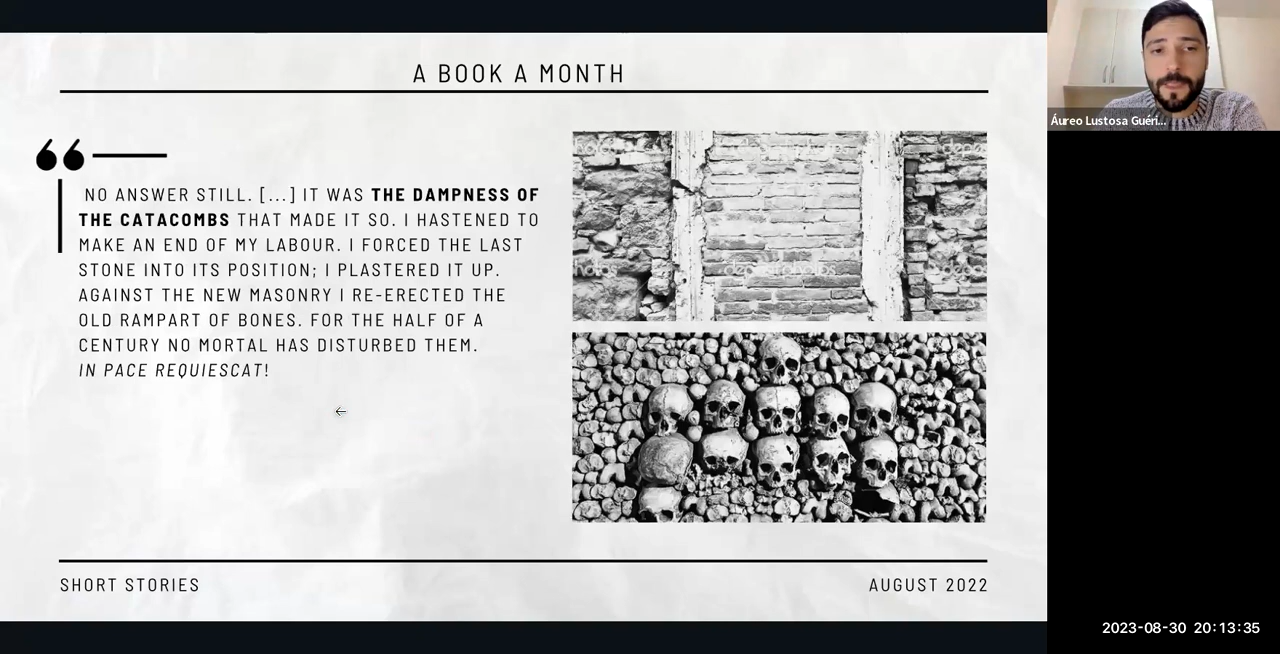 A BOOK A MONTH
“
NO ANSWER STILL. [...] IT WAS THE DAMPNESS OF
THE CATACOMBS THAT MADE IT SO. I HASTENED TO
MAKE AN END OF MY LABOUR. I FORCED THE LAST
STONE INTO ITS POSITION; I PLASTERED IT UP.
AGAINST THE NEW MASONRY I RE-ERECTED THE
OLD RAMPART OF BONES. FOR THE HALF OF A
CENTURY NO MORTAL HAS DISTURBED THEM.
IN PACE REQUIESCAT!
depositphotos
SHORT STORIES
AUGUST 2022
Áureo Lustosa Guéri...
2023-08-30 20:13:35